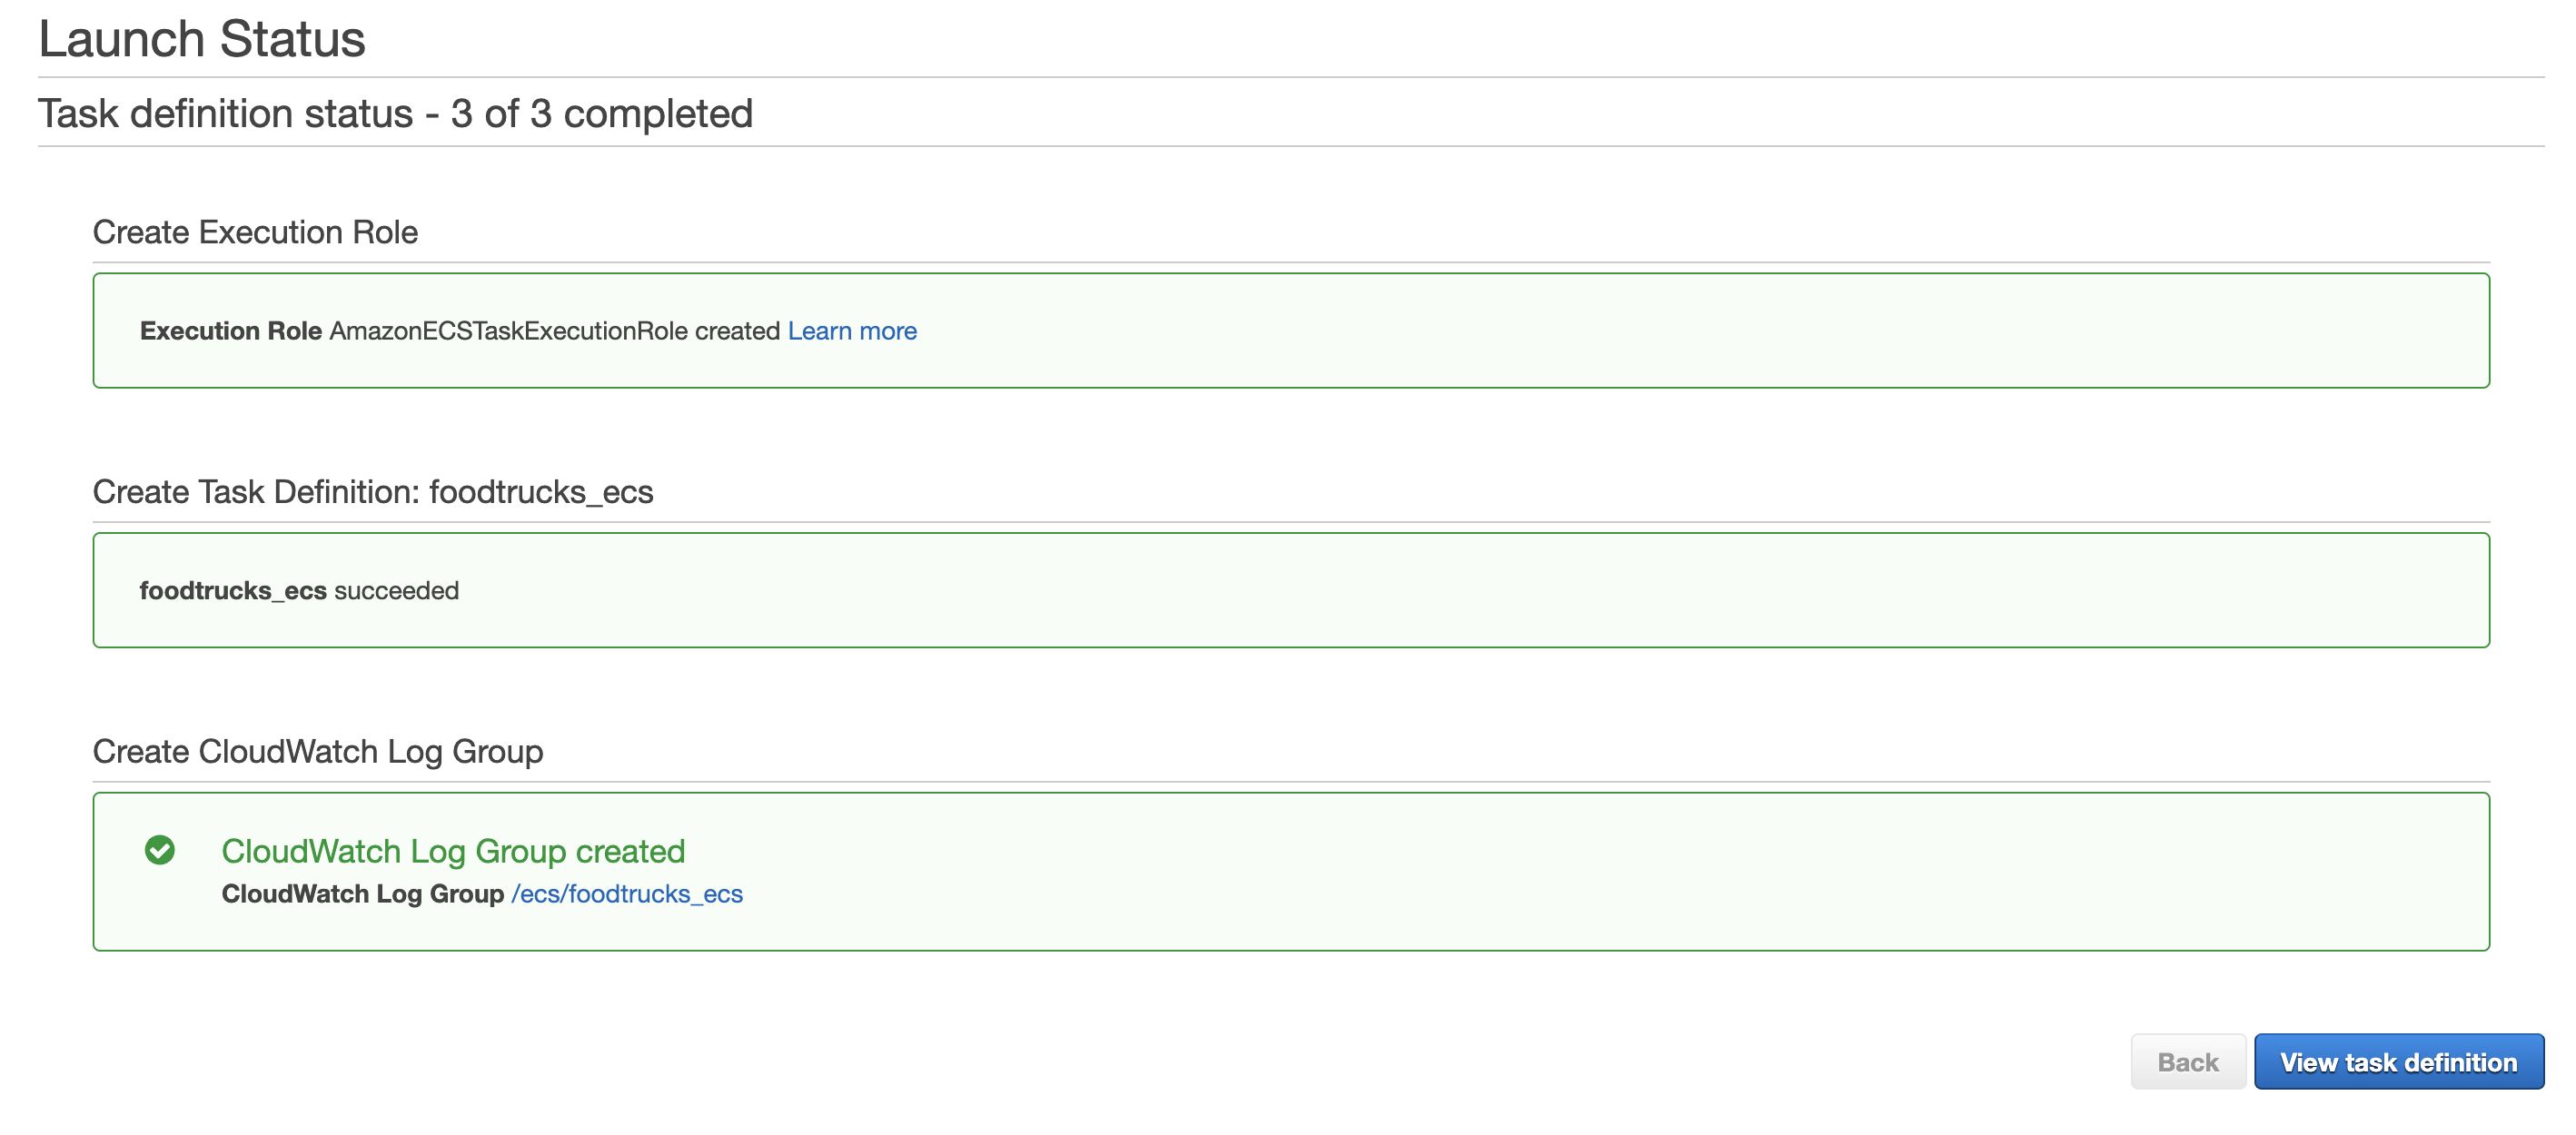 Launch Status
Task definition status - 3 of 3 completed
Create Execution Role
Execution Role AmazonECSTaskExecutionRole created Learn more
Create Task Definition: foodtrucks_ecs
foodtrucks_ecs succeeded
Create CloudWatch Log Group
CloudWatch Log Group created
CloudWatch Log Group /ecs/foodtrucks_ecs
Back View task definition